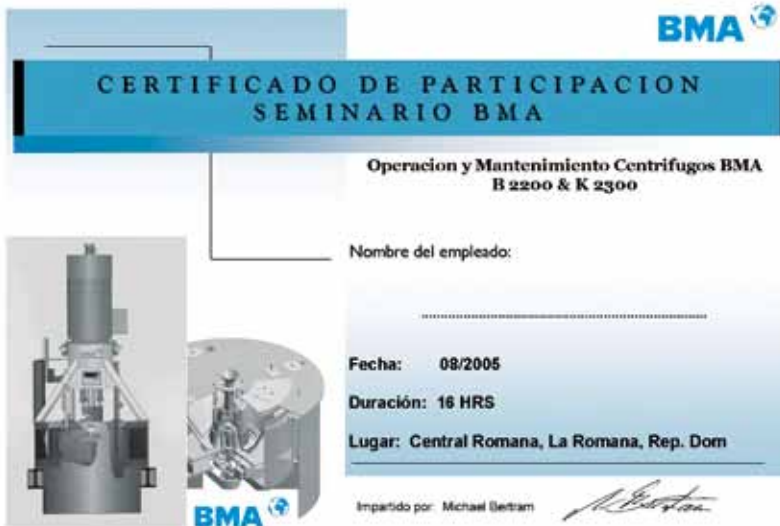 BMA
CERTIFICADO DE PARTICIPACION
SEMINARIO BMA
Operacion y Mantenimiento Centrifugos BMA
B 2200 & K 2300
Nombre del empleado:
Fecha: 08/2005
Duración: 16 HRS
Lugar: Central Romana, La Romana, Rep. Dom
Impartido por: Michael Bertram
BMA